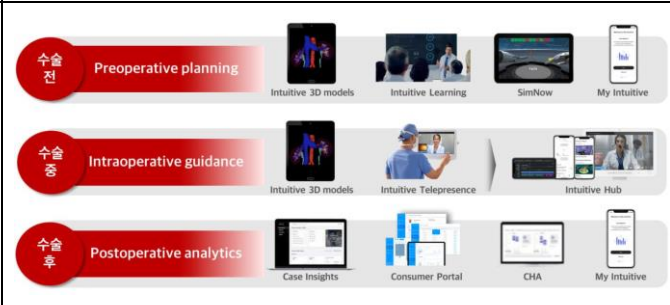 수술
전
Preoperative planning
Intuitive 3D models
Intuitive Learning
SimNow
My Intuitive
수술
중
Intraoperative guidance
Intuitive 3D models
Intuitive Telepresence
Intuitive Hub
수술
후
Postoperative analytics
Case Insights
Consumer Portal
CHA
My Intuitive